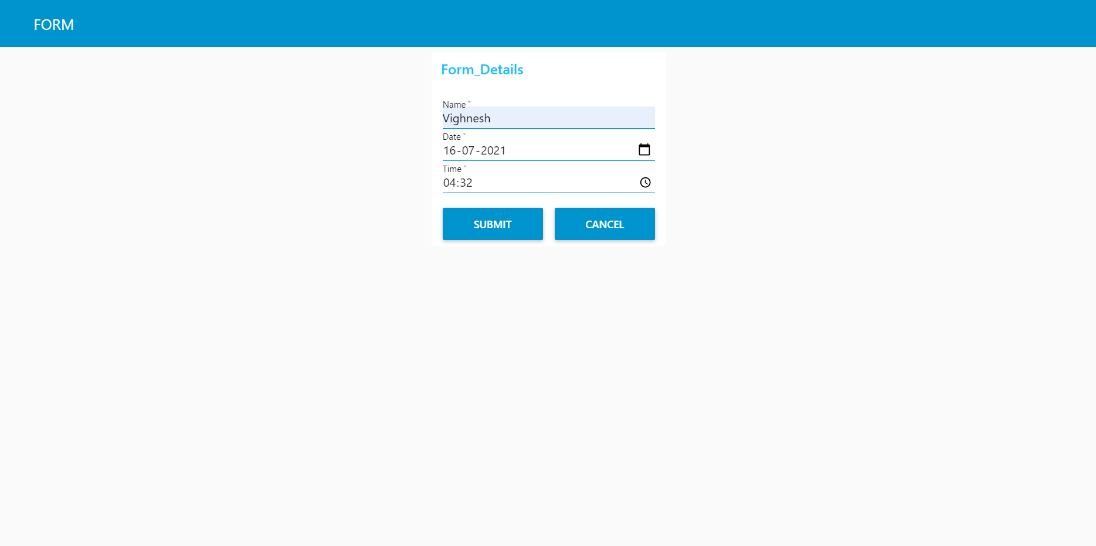 FORM
Form_Details
Name *
Vighnesh
Date *
16-07-2021
Time *
04:32
SUBMIT CANCEL